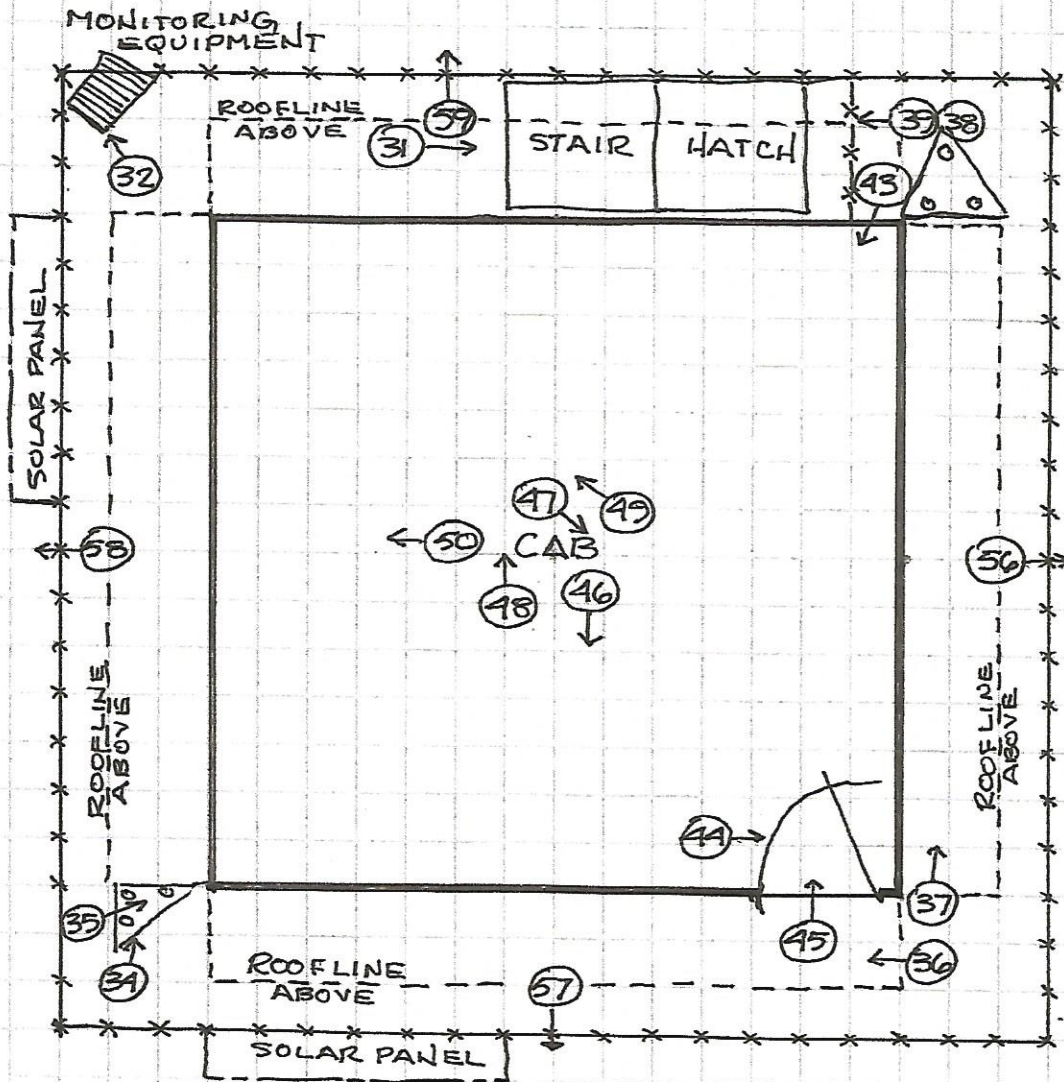 MONITORING
EQUIPMENT
ROOFLINE
ABOVE
59
31
STAIR
HATCH
39
38
32
43
SOLAR PANEL
47
49
58
50
CAB
56
48
46
ROOFLINE
ABOVE
ROOFLINE
ABOVE
44
35
37
45
34
36
ROOFLINE
ABOVE
57
SOLAR PANEL